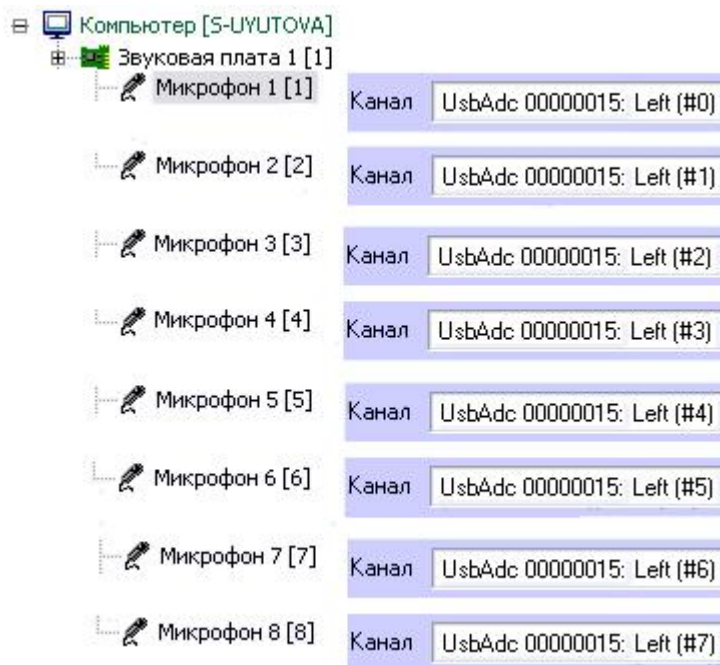 Компьютер [S-UYUTOVA]
Звуковая плата 1 [1]
Микрофон 1 [1]
Канал UsbAdc 00000015: Left (#0)
Микрофон 2 [2]
Канал UsbAdc 00000015: Left (#1)
Микрофон 3 [3]
Канал UsbAdc 00000015: Left (#2)
Микрофон 4 [4]
Канал UsbAdc 00000015: Left (#3)
Микрофон 5 [5]
Канал UsbAdc 00000015: Left (#4)
Микрофон 6 [6]
Канал UsbAdc 00000015: Left (#5)
Микрофон 7 [7]
Канал UsbAdc 00000015: Left (#6)
Микрофон 8 [8]
Канал UsbAdc 00000015: Left (#7)